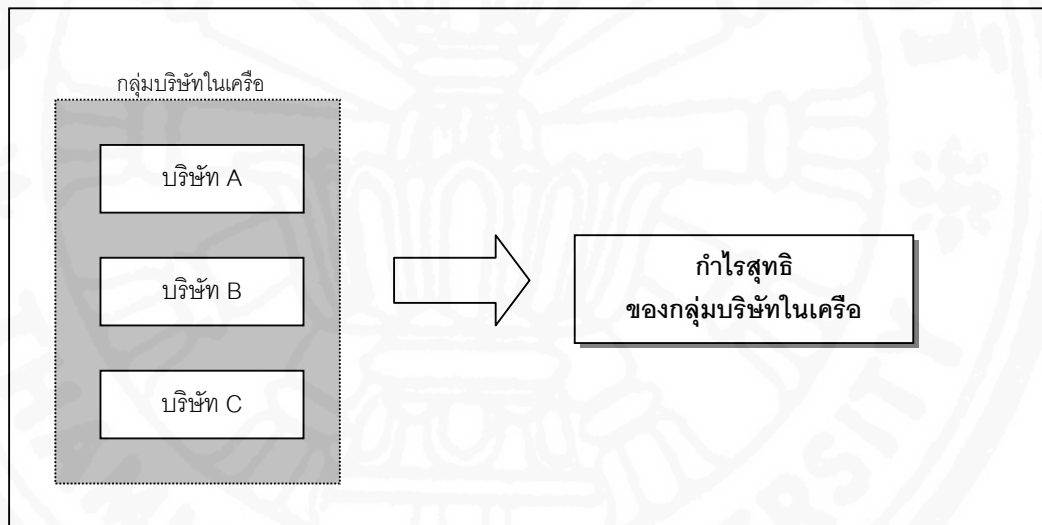 กลุ่มบริษัทในเครือ
บริษัท A
บริษัท B
บริษัท C
กำไรสุทธิ
ของกลุ่มบริษัทในเครือ